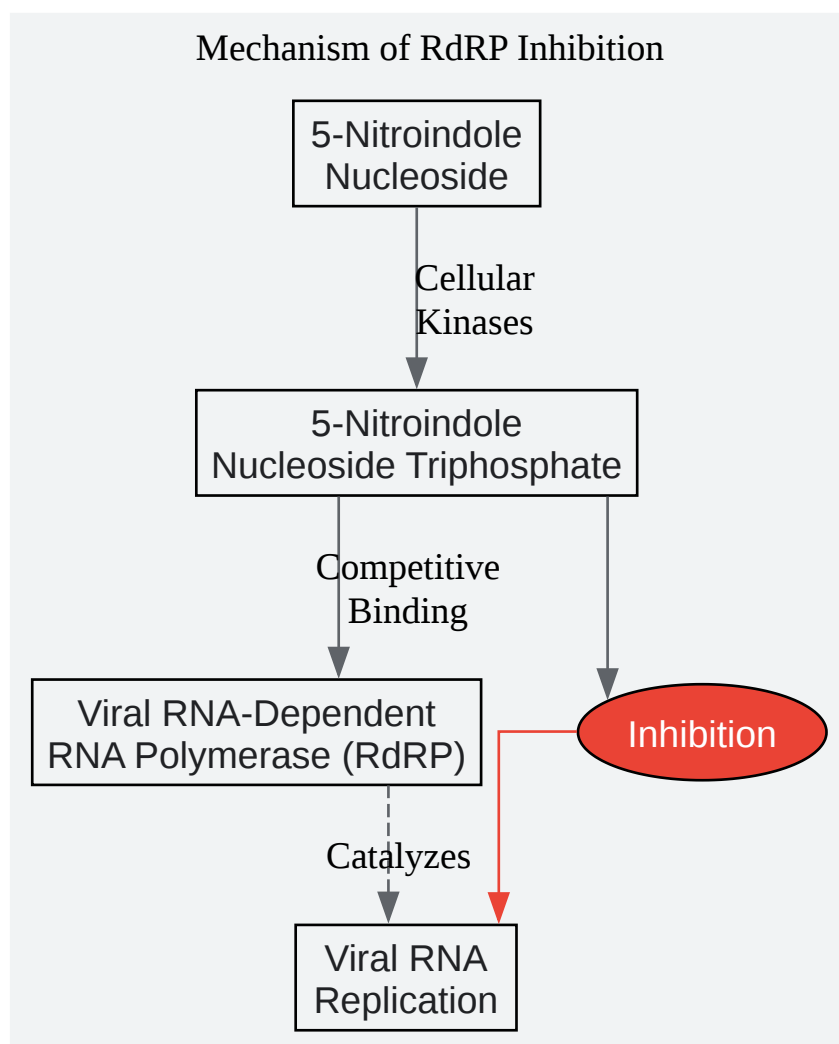 Mechanism of RdRP Inhibition
5-Nitroindole
Nucleoside
Cellular
Kinases
5-Nitroindole
Nucleoside Triphosphate
Competitive
Binding
Viral RNA-Dependent
RNA Polymerase (RdRP)
Inhibition
Catalyzes
Viral RNA
Replication